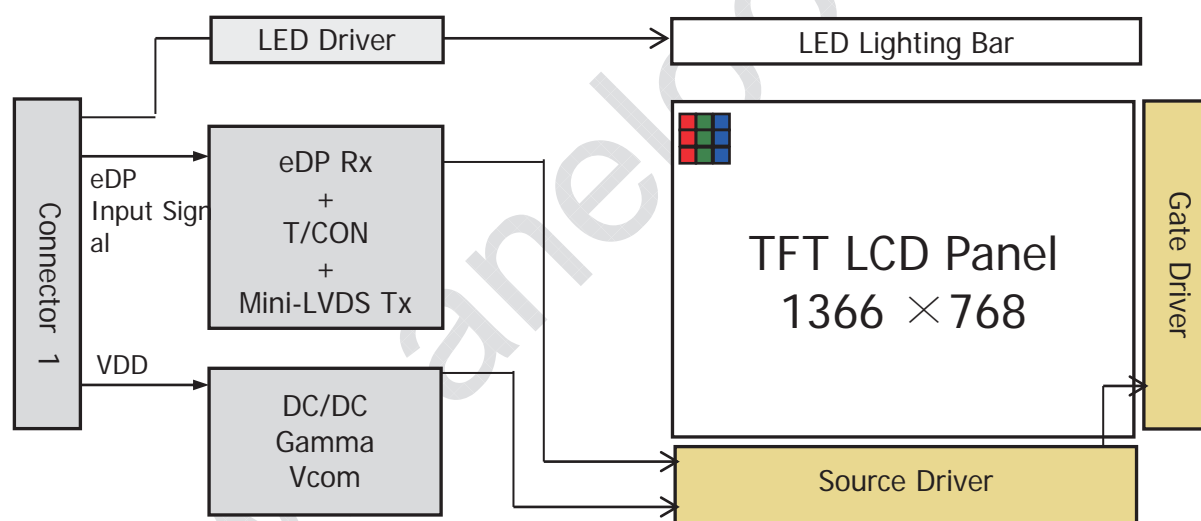 LED Driver
LED Lighting Bar
Connector 1
eDP
Input Sign
al
eDP Rx
+
T/CON
+
Mini-LVDS Tx
TFT LCD Panel
1366 ×768
Gate Driver
VDD
DC/DC
Gamma
Vcom
Source Driver